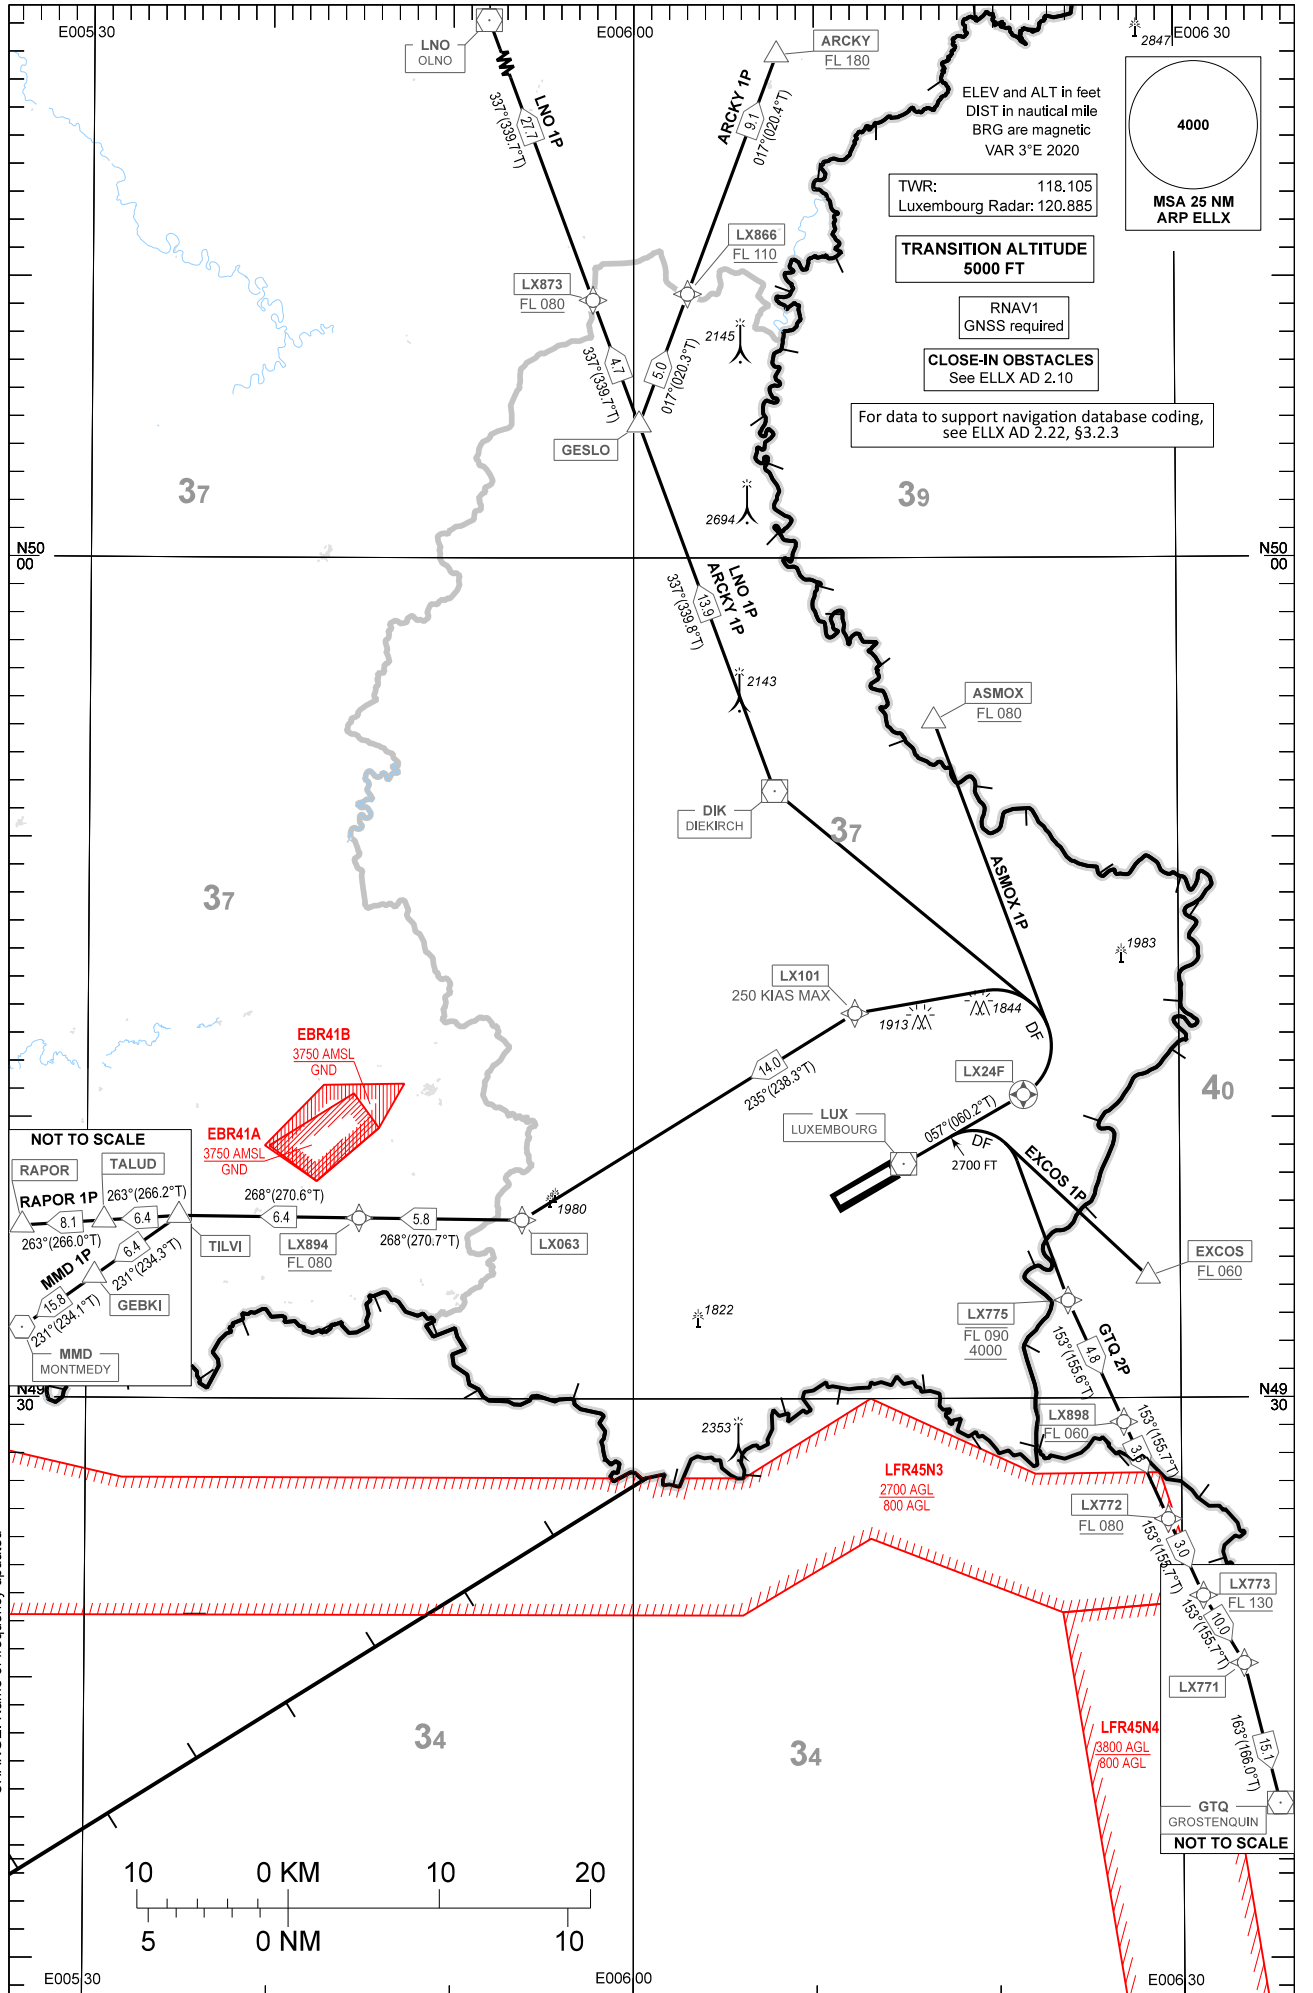 E005 30
E006 00
E006 30
LNO
OLNO
ARCKY
FL 180
2847
ELEV and ALT in feet
DIST in nautical mile
BRG are magnetic
VAR 3°E 2020
4000
MSA 25 NM
ARP ELLX
TWR: 118.105
Luxembourg Radar: 120.885
TRANSITION ALTITUDE
5000 FT
RNAV1
GNSS required
CLOSE-IN OBSTACLES
See ELLX AD 2.10
For data to support navigation database coding,
see ELLX AD 2.22, §3.2.3
LNO 1P
27.7
337°(339.7°T)
ARCKY 1P
9.1
017°(020.4°T)
LX866
FL 110
LX873
FL 080
4.7
337°(339.7°T)
5.0
017°(020.3°T)
2145
GESLO
37
39
2694
N50
00
N50
00
LNO 1P
ARCKY 1P
13.9
337°(339.8°T)
2143
ASMOX
FL 080
DIK
DIEKIRCH
37
37
ASMOX 1P
1983
LX101
250 KIAS MAX
1913
1844
DF
EBR41B
3750 AMSL
GND
14.0
235°(238.3°T)
LX24F
40
LUX
LUXEMBOURG
057°(060.2°T)
DF
2700 FT
EXCOS 1P
EBR41A
3750 AMSL
GND
NOT TO SCALE
RAPOR
TALUD
RAPOR 1P
263°(266.2°T)
268°(270.6°T)
8.1
6.4
6.4
5.8
1980
263°(266.0°T)
TILVI
LX894
FL 080
268°(270.7°T)
LX063
MMD 1P
6.4
231°(234.3°T)
GEBKI
15.8
231°(234.1°T)
MMD
MONTMEDY
EXCOS
FL 060
LX775
FL 090
4000
1822
GTQ 2P
4.8
153°(155.6°T)
N49
30
N49
30
LX898
FL 060
153°(155.7°T)
2353
LFR45N3
2700 AGL
800 AGL
LX772
FL 080
3.0
153°(155.7°T)
LX773
FL 130
10.0
153°(155.7°T)
LX771
34
34
LFR45N4
3800 AGL
800 AGL
163°(166.0°T)
15.1
GTQ
GROSTENQUIN
NOT TO SCALE
10 0 KM 10 20
5 0 NM 10
E005 30
E006 00
E006 30